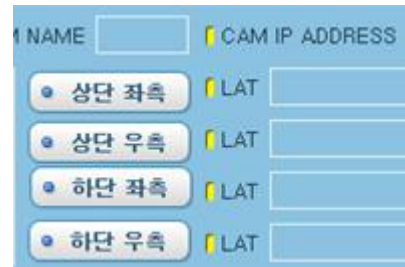 NAME CAM IP ADDRESS
상단 좌측 LAT
상단 우측 LAT
하단 좌측 LAT
하단 우측 LAT